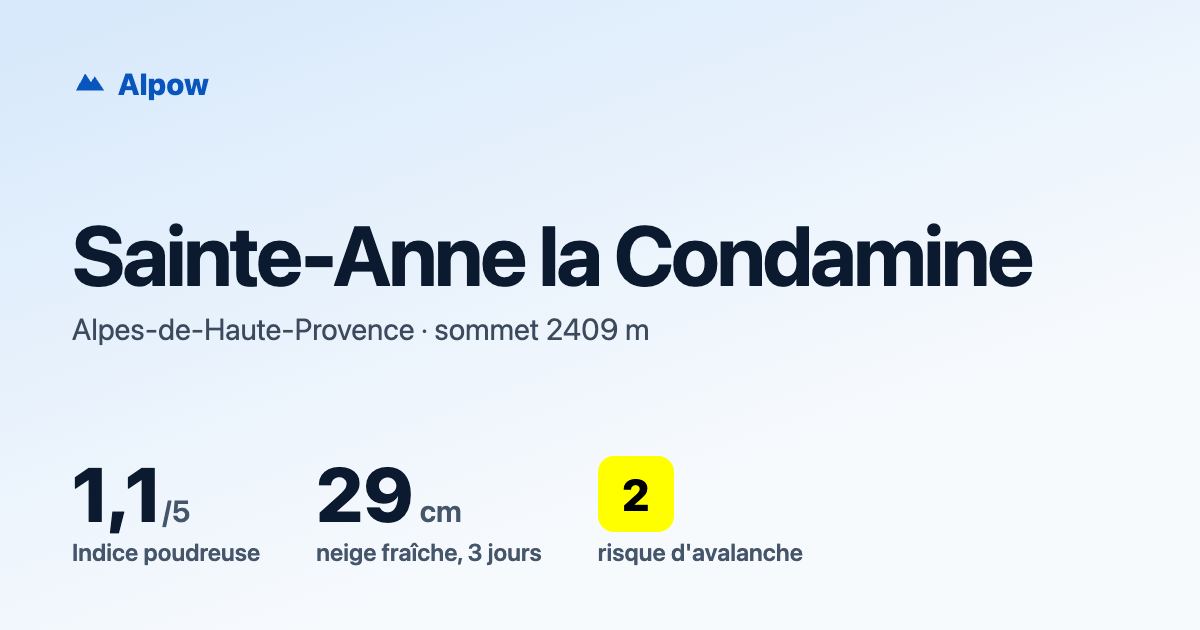 Alpow
Sainte-Anne la Condamine
Alpes-de-Haute-Provence · sommet 2409 m
1,1/5
Indice poudreuse
29 cm
neige fraîche, 3 jours
2
risque d'avalanche